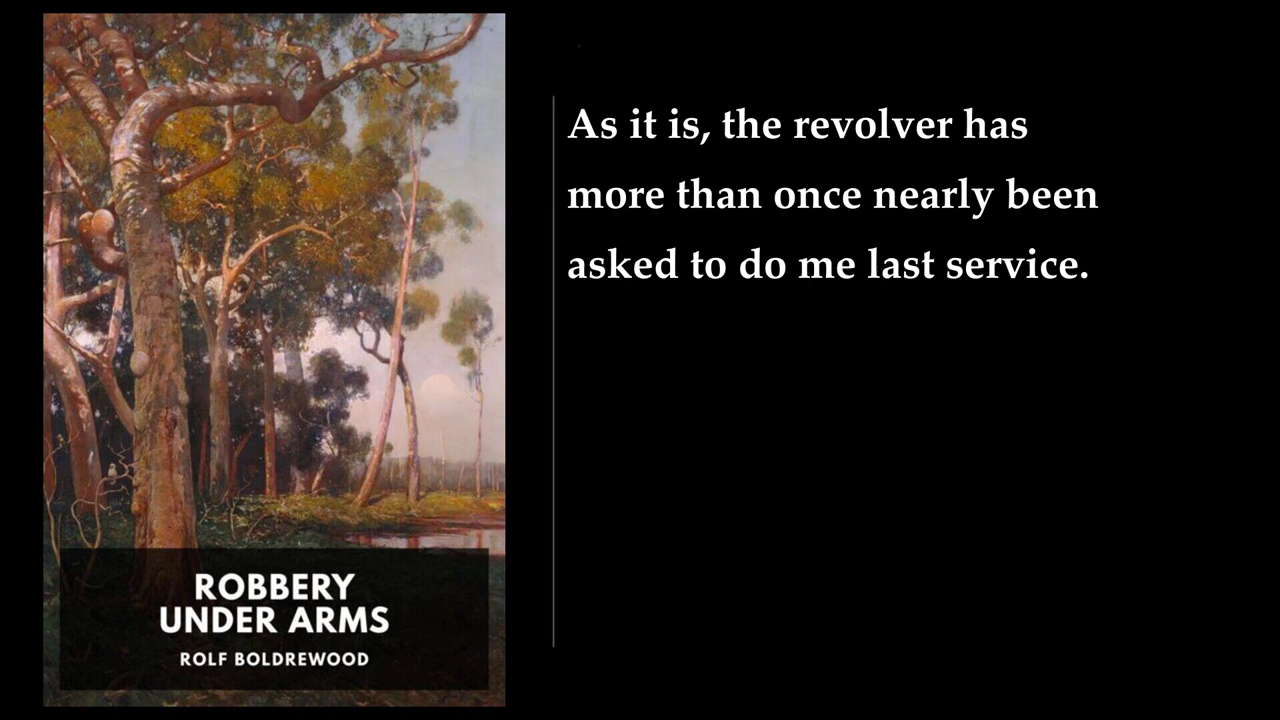 As it is, the revolver has
more than once nearly been
asked to do me last service.
ROBBERY
UNDER ARMS
ROLF BOLDREWOOD